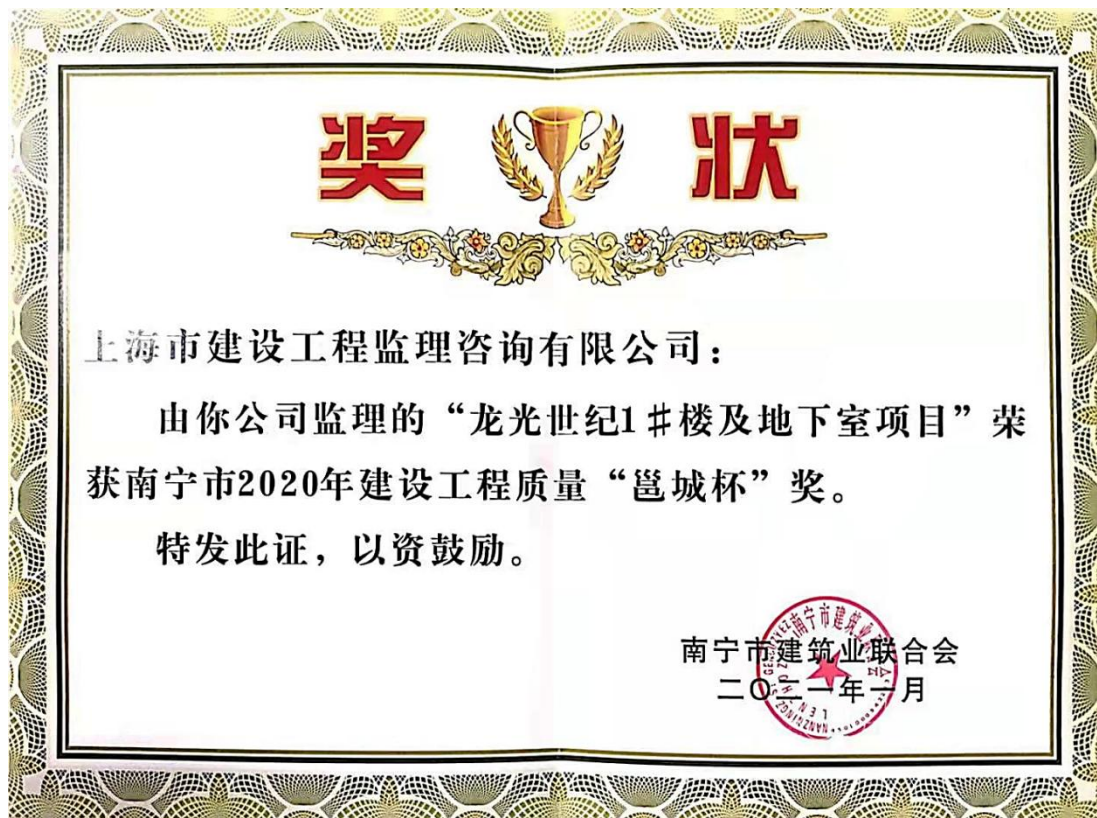 奖 状
上海市建设工程监理咨询有限公司：
由你公司监理的“龙光世纪1＃楼及地下室项目”荣
获南宁市2020年建设工程质量“邕城杯”奖。
特发此证，以资鼓励。
南宁市建筑业联合会
二〇二一年一月